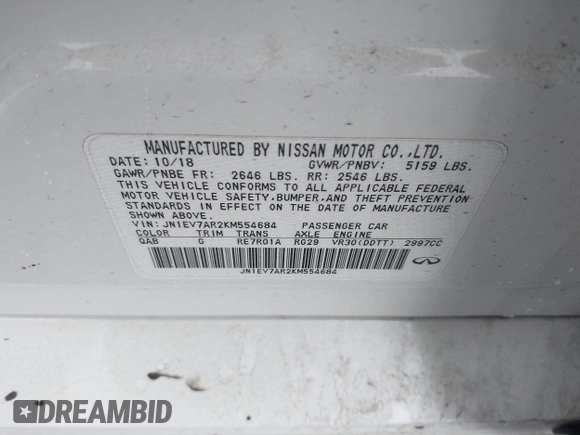 MANUFACTURED BY NISSAN MOTOR CO.,LTD.
DATE: 10/18 GVWR/PNBV: 5159 LBS.
GAWR/PNBE FR: 2646 LBS. RR: 2546 LBS.
THIS VEHICLE CONFORMS TO ALL APPLICABLE FEDERAL
MOTOR VEHICLE SAFETY,BUMPER,AND THEFT PREVENTION
STANDARDS IN EFFECT ON THE DATE OF MANUFACTURE
SHOWN ABOVE.
VIN: JN1EV7AR2KM554684 PASSENGER CAR
COLOR TRIM TRANS AXLE ENGINE
QAB G RE7R01A RG29 VR30(DDTT) 2997CC
JN1EV7AR2KM554684
INFINITI
DREAMBID